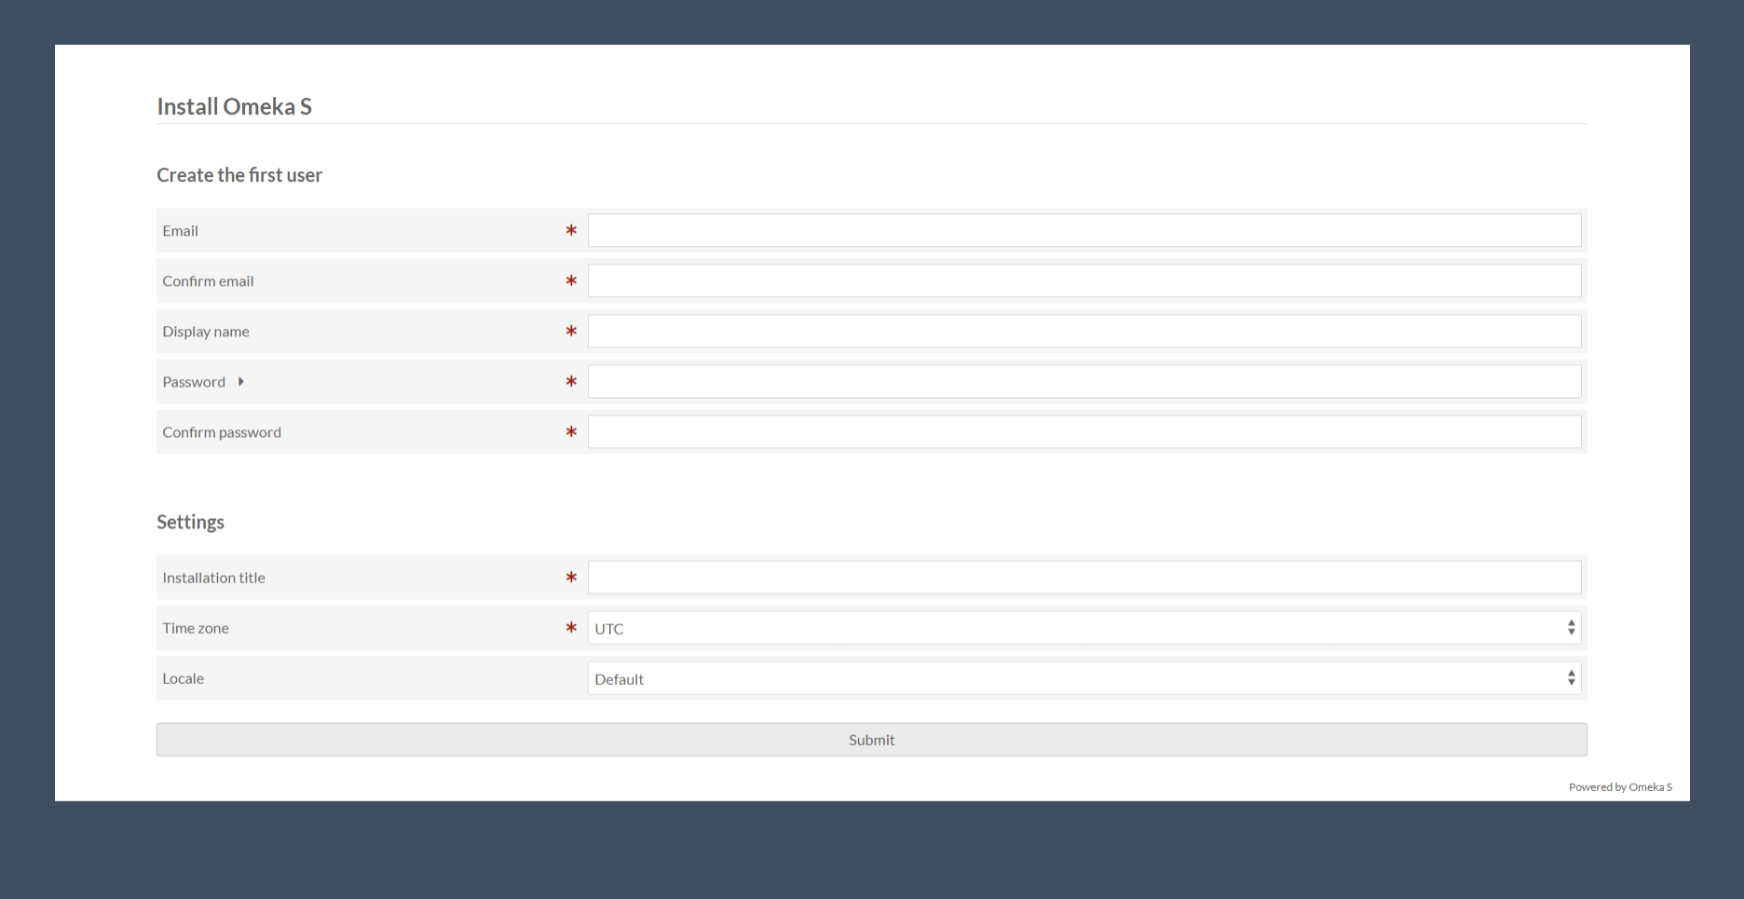 Install Omeka S
Create the first user
Email *
Confirm email *
Display name *
Password *
Confirm password *
Settings
Installation title *
Time zone * UTC
Locale Default
Submit
Powered by Omeka S